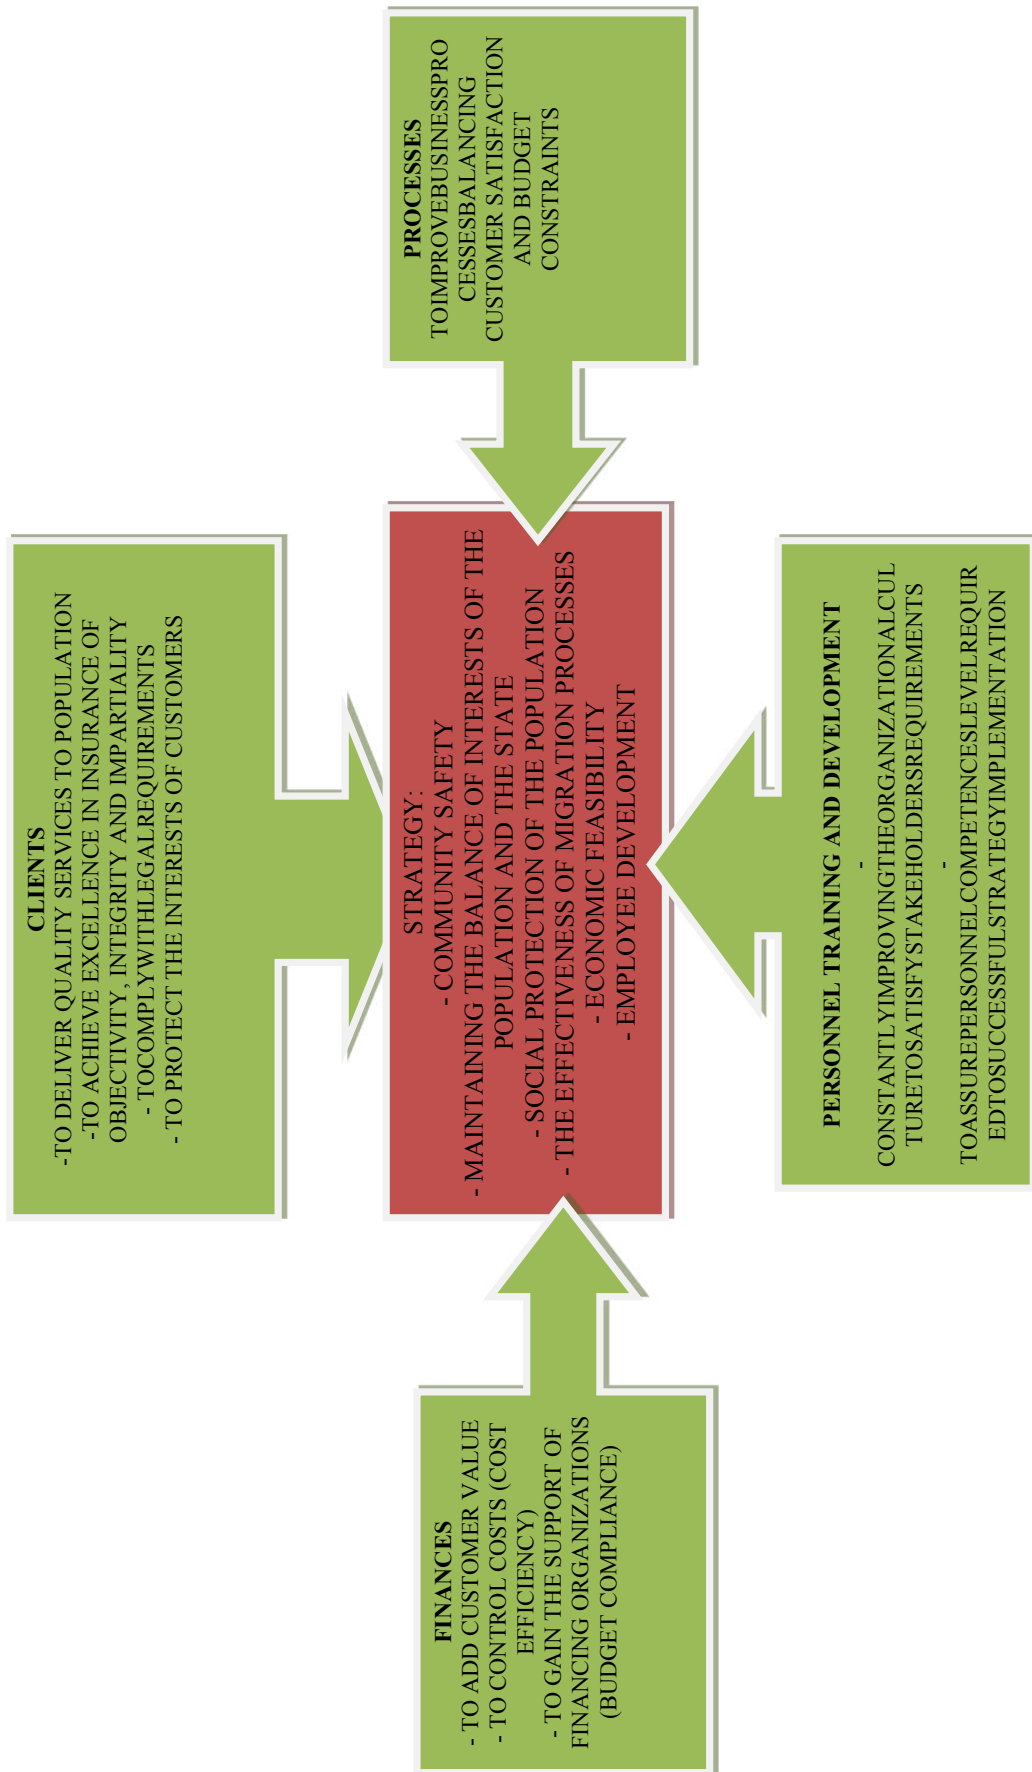 CLIENTS
-TO DELIVER QUALITY SERVICES TO POPULATION
-TO ACHIEVE EXCELLENCE IN INSURANCE OF
OBJECTIVITY, INTEGRITY AND IMPARTIALITY
- TOCOMPLYWITHLEGALREQUIREMENTS
- TO PROTECT THE INTERESTS OF CUSTOMERS
FINANCES
- TO ADD CUSTOMER VALUE
- TO CONTROL COSTS (COST
EFFICIENCY)
- TO GAIN THE SUPPORT OF
FINANCING ORGANIZATIONS
(BUDGET COMPLIANCE)
STRATEGY:
- COMMUNITY SAFETY
- MAINTAINING THE BALANCE OF INTERESTS OF THE
POPULATION AND THE STATE
- SOCIAL PROTECTION OF THE POPULATION
- THE EFFECTIVENESS OF MIGRATION PROCESSES
- ECONOMIC FEASIBILITY
- EMPLOYEE DEVELOPMENT
PROCESSES
TOIMPROVEBUSINESSPRO
CESSESBALANCING
CUSTOMER SATISFACTION
AND BUDGET
CONSTRAINTS
PERSONNEL TRAINING AND DEVELOPMENT
-
CONSTANTLYIMPROVINGTHEORGANIZATIONALCUL
TURETOSATISFYSTAKEHOLDERSREQUIREMENTS
-
TOASSUREPERSONNELCOMPETENCESLEVELREQUIR
EDTOSUCCESSFULSTRATEGYIMPLEMENTATION